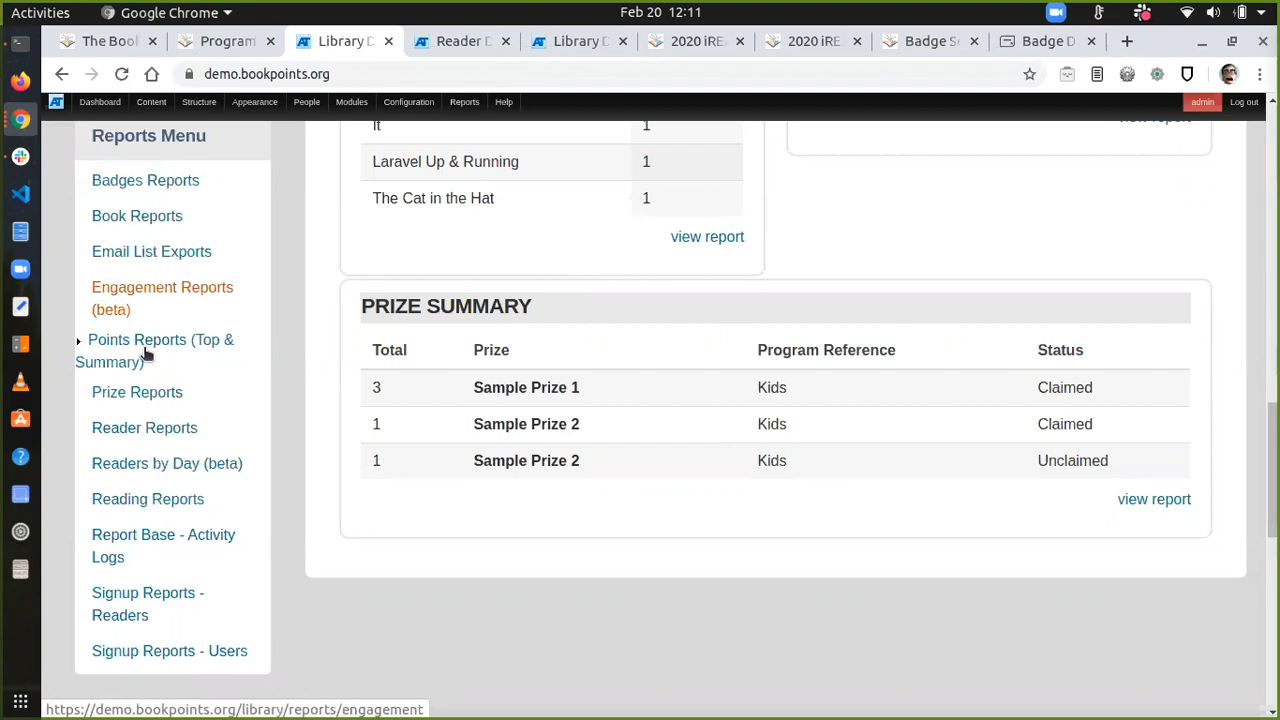 Activities
Google Chrome
Feb 20 12:11
The Boo
Program
Library D
Reader D
Library D
2020 iRE
2020 iRE
Badge S
Badge D
demo.bookpoints.org
Dashboard Content Structure Appearance People Modules Configuration Reports Help
admin Log out
Reports Menu
Badges Reports
Book Reports
Email List Exports
Engagement Reports
(beta)
Points Reports (Top &
Summary)
Prize Reports
Reader Reports
Readers by Day (beta)
Reading Reports
Report Base - Activity
Logs
Signup Reports -
Readers
Signup Reports - Users
It 1
Laravel Up & Running 1
The Cat in the Hat 1
view report
view report
PRIZE SUMMARY
Total Prize Program Reference Status
3 Sample Prize 1 Kids Claimed
1 Sample Prize 2 Kids Claimed
1 Sample Prize 2 Kids Unclaimed
view report
https://demo.bookpoints.org/library/reports/engagement